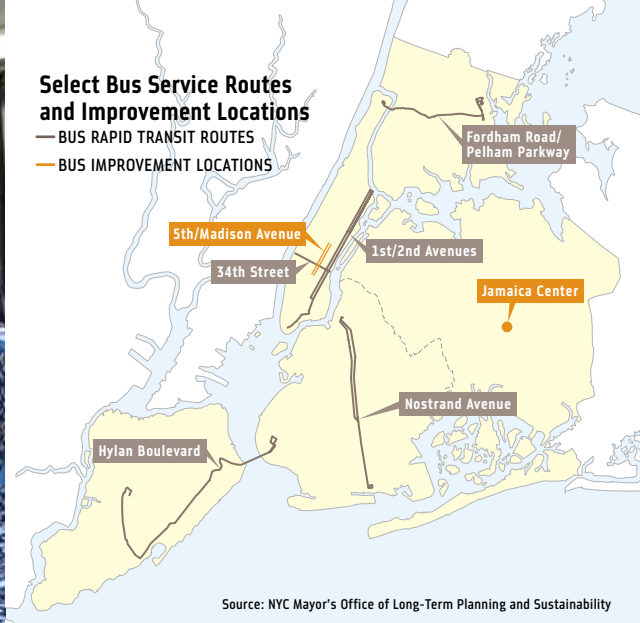 Select Bus Service Routes
and Improvement Locations
BUS RAPID TRANSIT ROUTES
BUS IMPROVEMENT LOCATIONS
Fordham Road/
Pelham Parkway
5th/Madison Avenue
1st/2nd Avenues
34th Street
Jamaica Center
Nostrand Avenue
Hylan Boulevard
Source: NYC Mayor's Office of Long-Term Planning and Sustainability